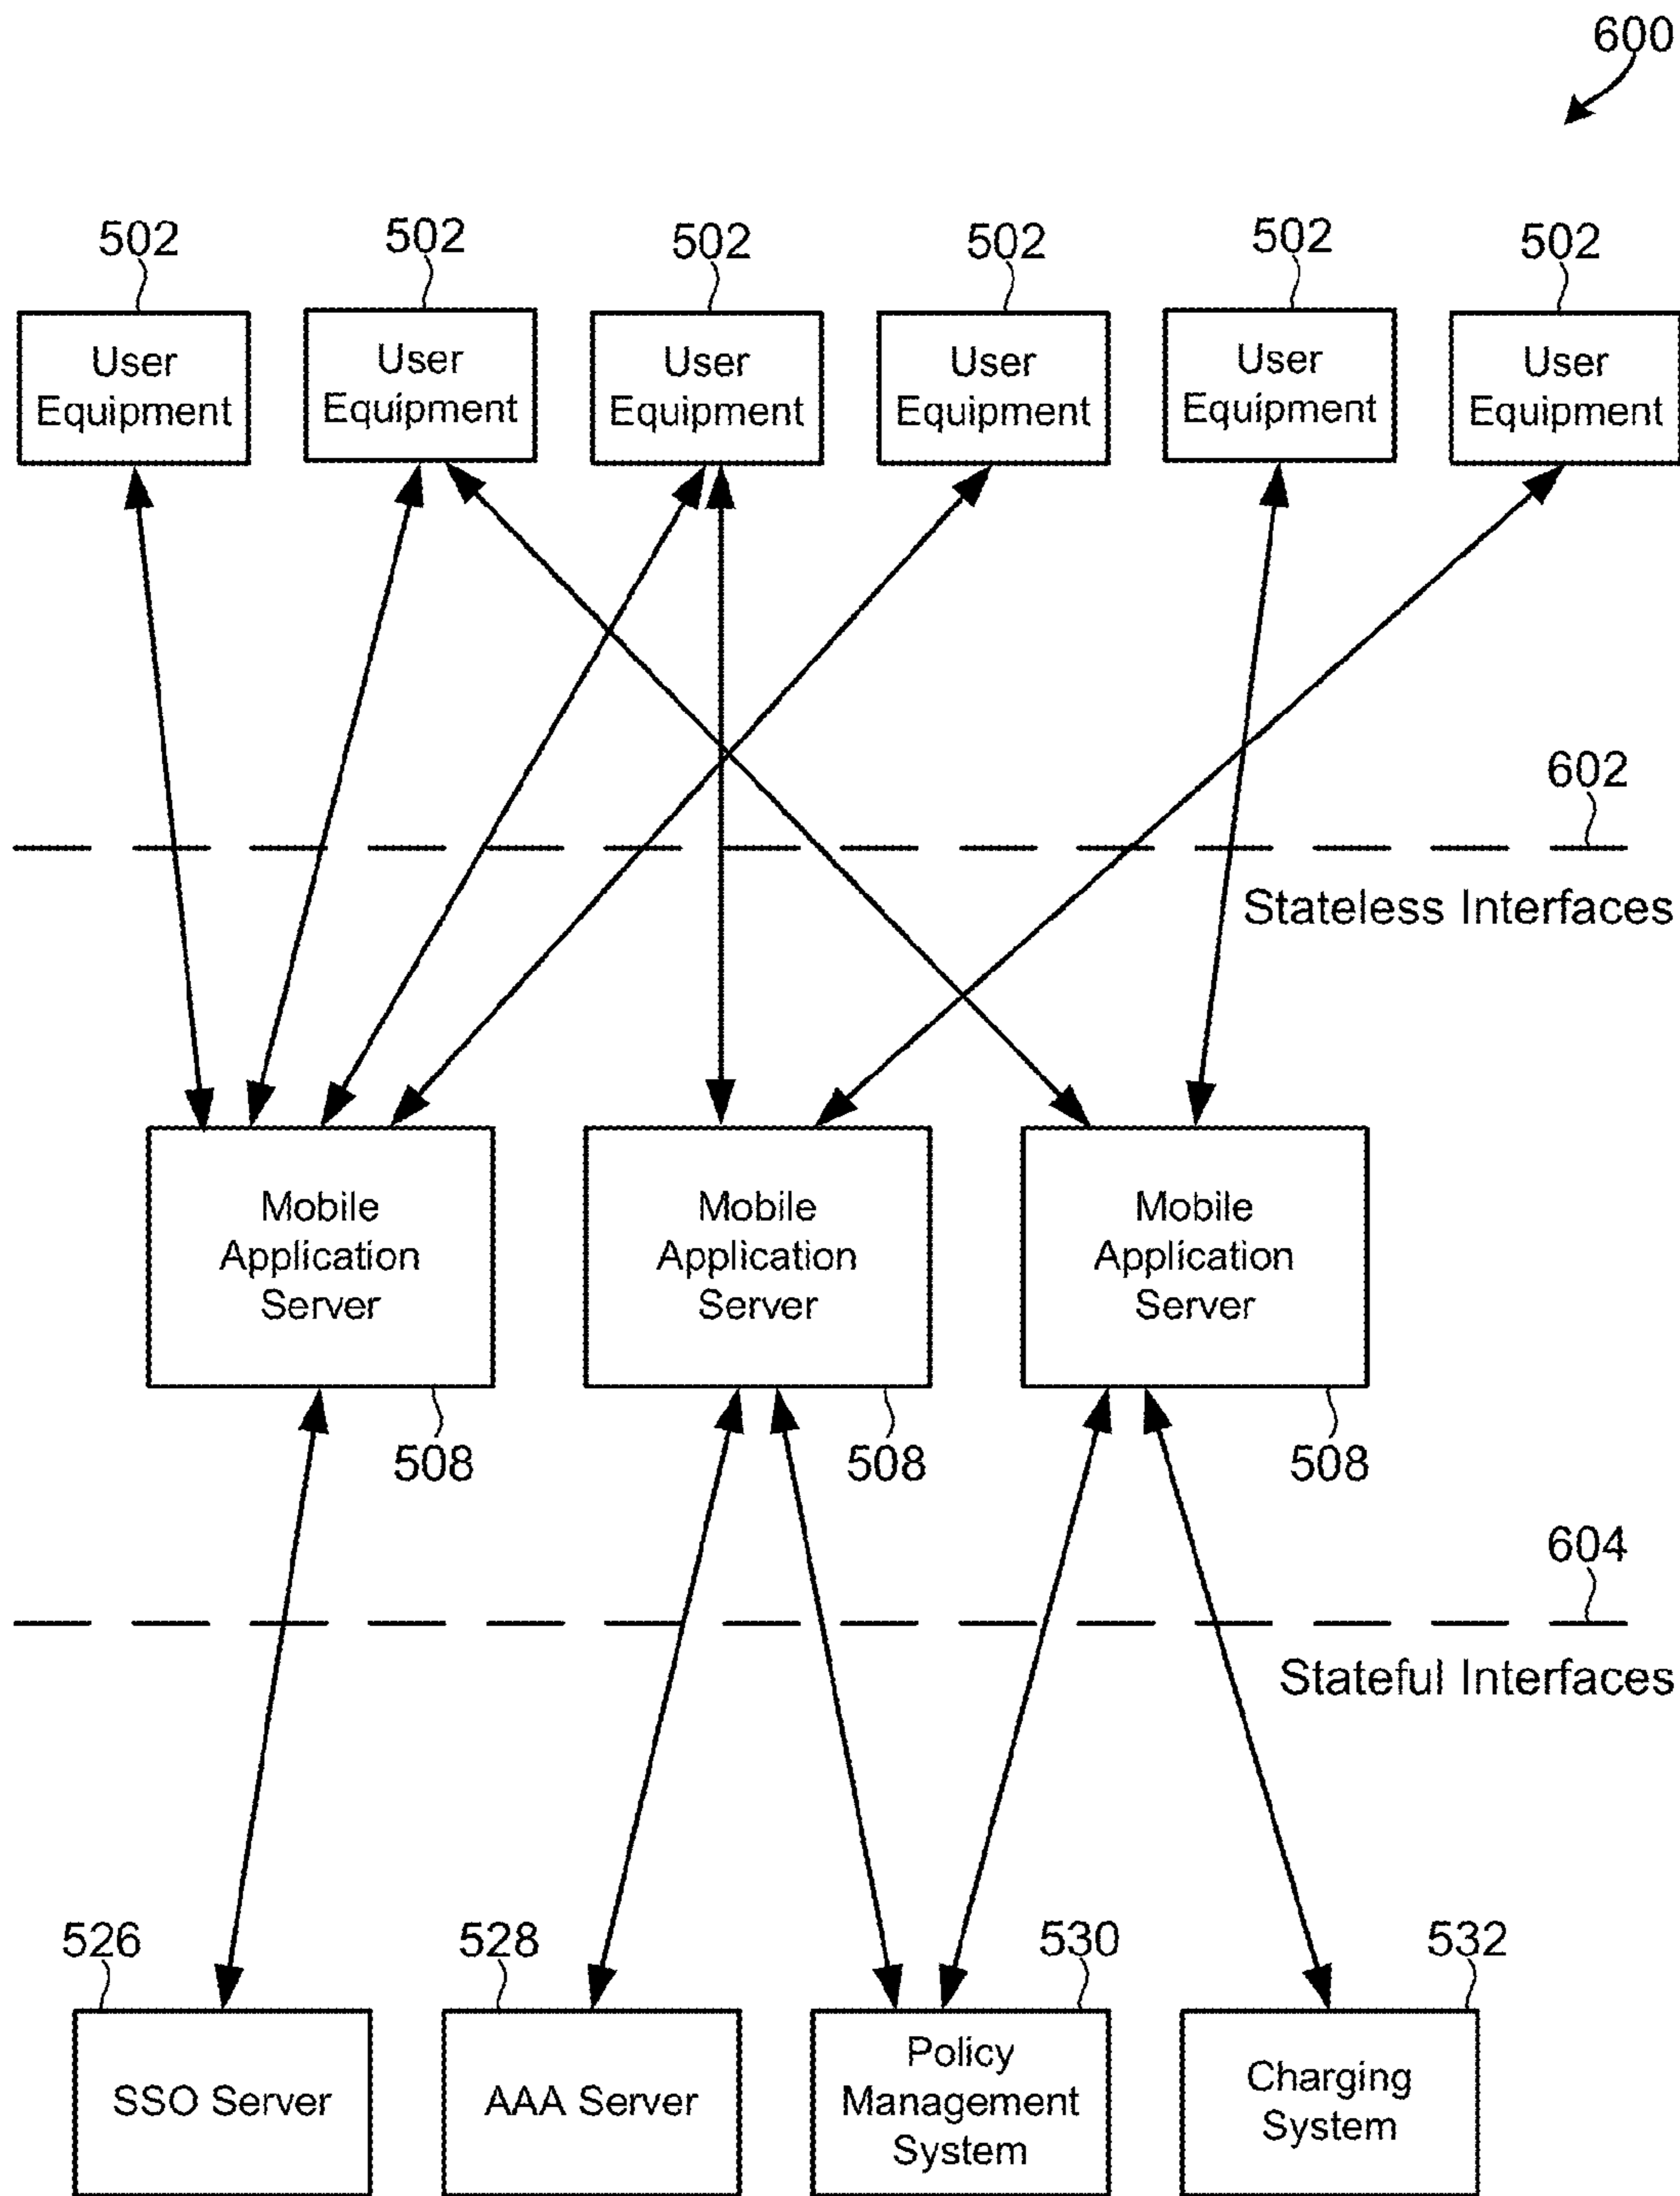 600
502 502 502 502 502 502
User User User User User User
Equipment Equipment Equipment Equipment Equipment Equipment
602
Stateless Interfaces
Mobile Mobile Mobile
Application Application Application
Server Server Server
508 508 508
604
Stateful Interfaces
526 528 530 532
SSO Server
AAA Server
Policy
Management
System
Charging
System